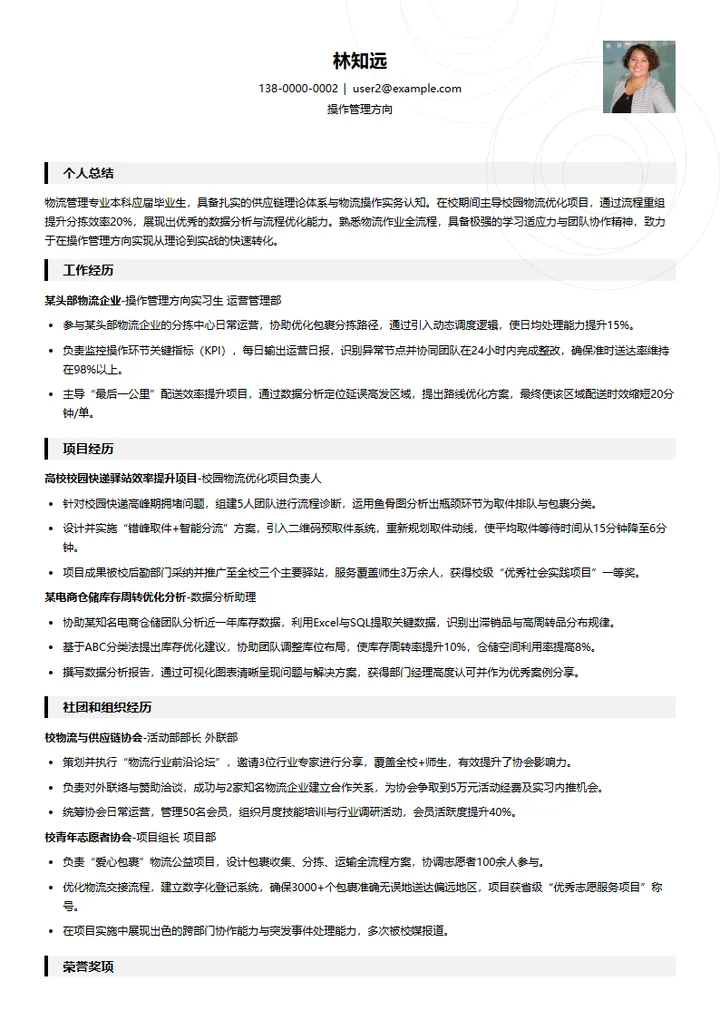 林知远
138-0000-0002 | user2@example.com
操作管理方向
个人总结
物流管理专业本科应届毕业生，具备扎实的供应链理论体系与物流操作实务认知。在校期间主导校园物流优化项目，通过流程重组
提升分拣效率20%，展现出优秀的数据分析与流程优化能力。熟悉物流作业全流程，具备极强的学习适应力与团队协作精神，致力
于在操作管理方向实现从理论到实战的快速转化。
工作经历
某头部物流企业-操作管理方向实习生 运营管理部
• 参与某头部物流企业的分拣中心日常运营，协助优化包裹分拣路径，通过引入动态调度逻辑，使日均处理能力提升15%。
• 负责监控操作环节关键指标（KPI），每日输出运营日报，识别异常节点并协同团队在24小时内完成整改，确保准时送达率维持
在98%以上。
• 主导“最后一公里”配送效率提升项目，通过数据分析定位延误高发区域，提出路线优化方案，最终使该区域配送时效缩短20分
钟/单。
项目经历
高校校园快递驿站效率提升项目-校园物流优化项目负责人
• 针对校园快递高峰期拥堵问题，组建5人团队进行流程诊断，运用鱼骨图分析出瓶颈环节为取件排队与包裹分类。
• 设计并实施“错峰取件+智能分流”方案，引入二维码预取件系统，重新规划取件动线，使平均取件等待时间从15分钟降至6分
钟。
• 项目成果被校后勤部门采纳并推广至全校三个主要驿站，服务覆盖师生3万余人，获得校级“优秀社会实践项目”一等奖。
某电商仓储库存周转优化分析-数据分析助理
• 协助某知名电商仓储团队分析近一年库存数据，利用Excel与SQL提取关键数据，识别出滞销品与高周转品分布规律。
• 基于ABC分类法提出库存优化建议，协助团队调整库位布局，使库存周转率提升10%，仓储空间利用率提高8%。
• 撰写数据分析报告，通过可视化图表清晰呈现问题与解决方案，获得部门经理高度认可并作为优秀案例分享。
社团和组织经历
校物流与供应链协会-活动部部长 外联部
• 策划并执行“物流行业前沿论坛”，邀请3位行业专家进行分享，覆盖全校+师生，有效提升了协会影响力。
• 负责对外联络与赞助洽谈，成功与2家知名物流企业建立合作关系，为协会争取到5万元活动经费及实习内推机会。
• 统筹协会日常运营，管理50名会员，组织月度技能培训与行业调研活动，会员活跃度提升40%。
校青年志愿者协会-项目组长 项目部
• 负责“爱心包裹”物流公益项目，设计包裹收集、分拣、运输全流程方案，协调志愿者100余人参与。
• 优化物流交接流程，建立数字化登记系统，确保3000+个包裹准确无误地送达偏远地区，项目获省级“优秀志愿服务项目”称
号。
• 在项目实施中展现出色的跨部门协作能力与突发事件处理能力，多次被校媒报道。
荣誉奖项